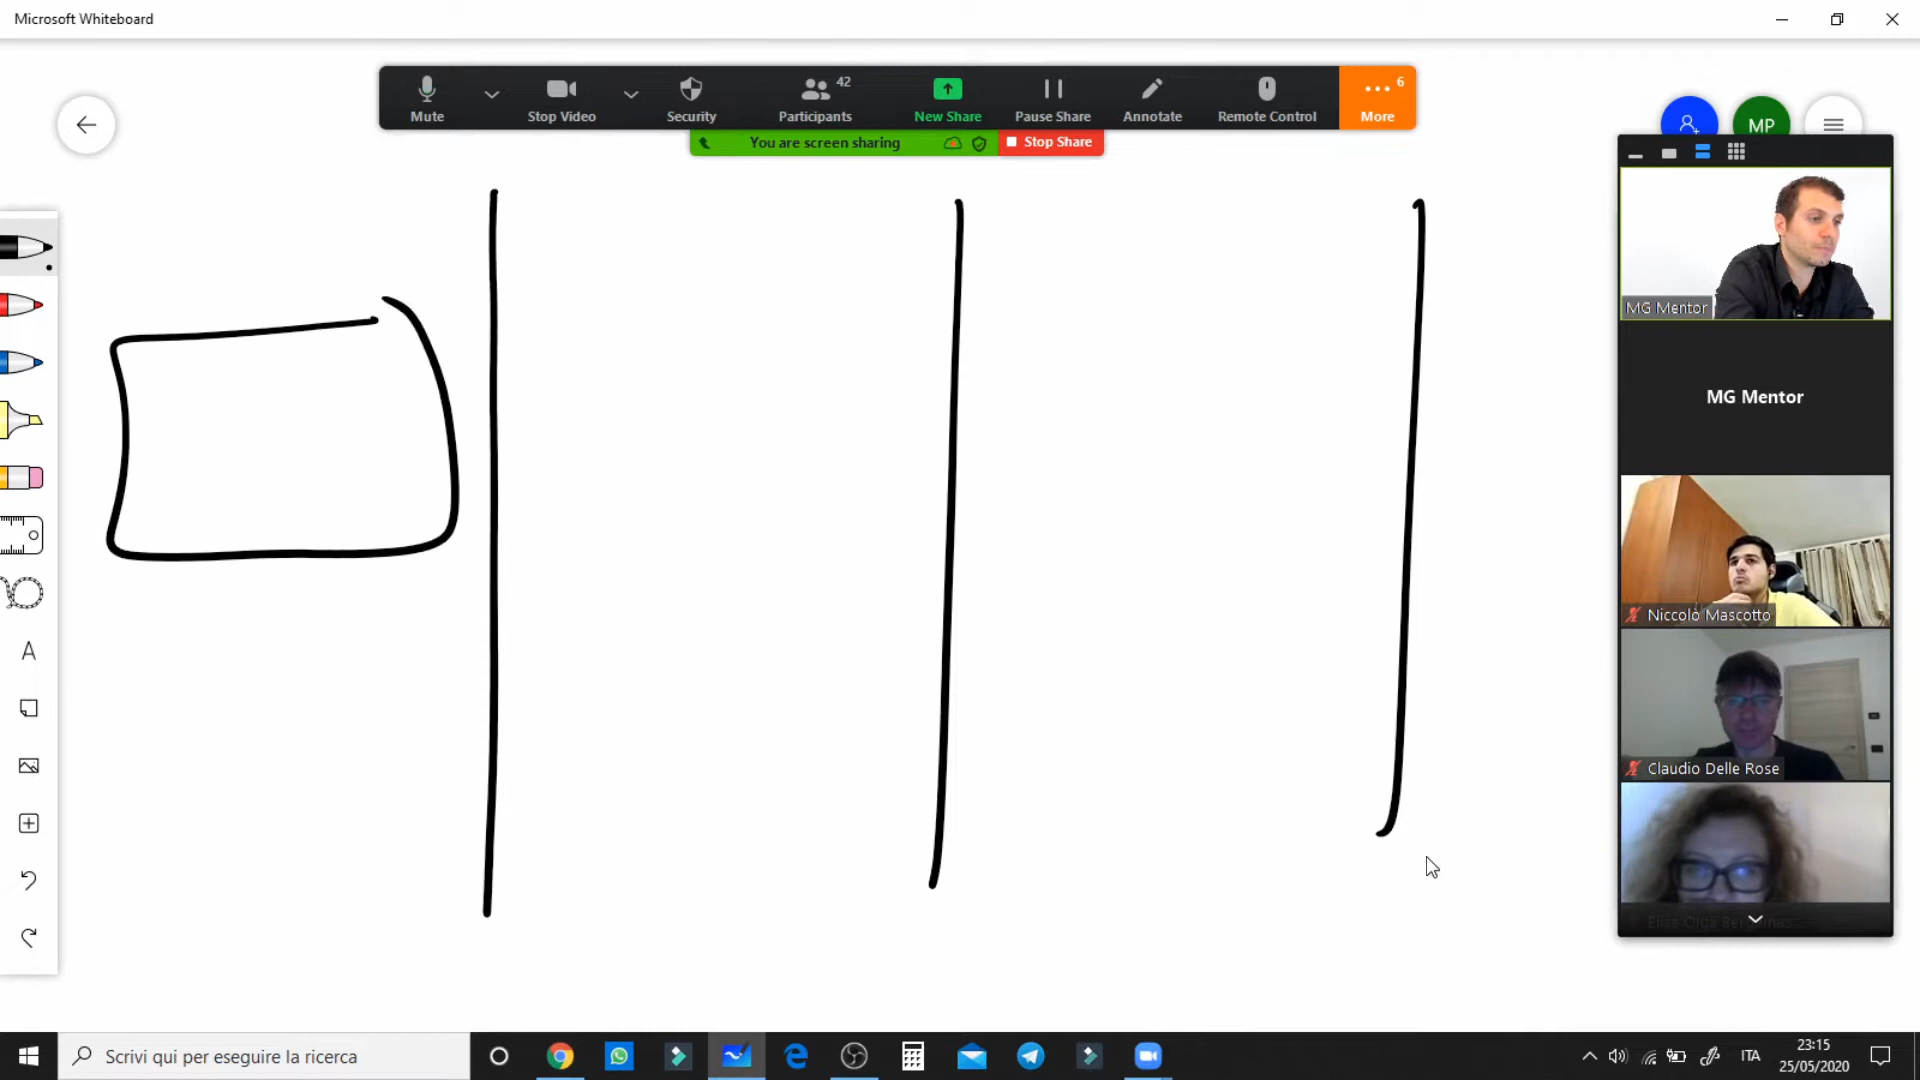 Microsoft Whiteboard
Mute
Stop Video
Security
42
Participants
New Share
Pause Share
Annotate
Remote Control
6
More
You are screen sharing
Stop Share
MP
MG Mentor
MG Mentor
Niccolò Mascotto
Claudio Delle Rose
A
Scrivi qui per eseguire la ricerca
ITA
23:15
25/05/2020